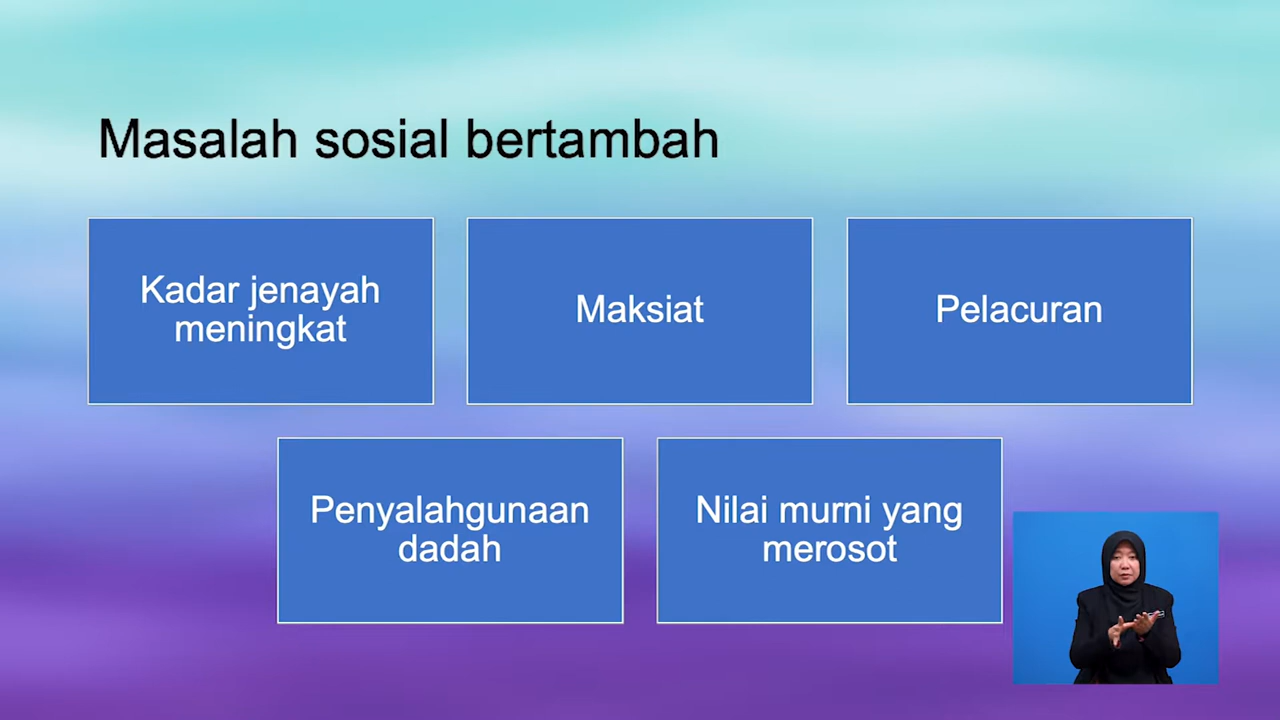 Masalah sosial bertambah
Kadar jenayah
meningkat
Maksiat
Pelacuran
Penyalahgunaan
dadah
Nilai murni yang
merosot